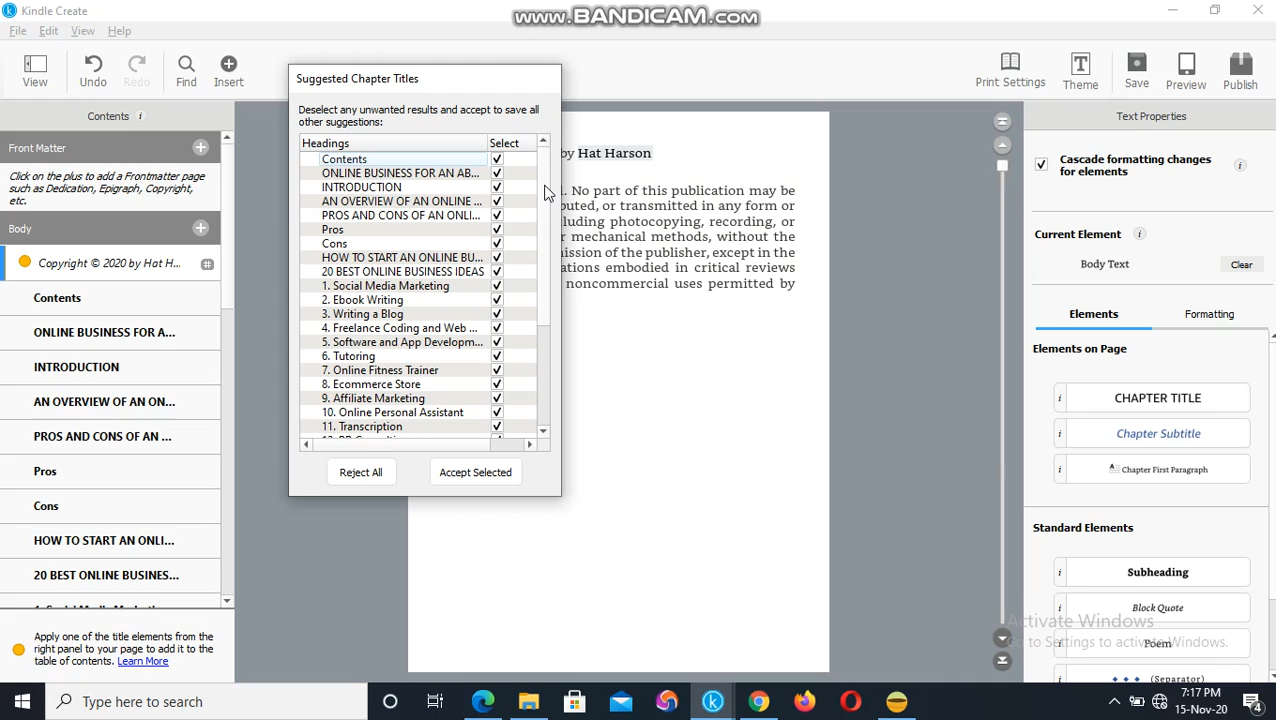 Kindle Create
www.BANDICAM.com
File Edit View Help
View
Undo
Redo
Find
Insert
Print Settings
Theme
Save
Preview
Publish
Contents i
Front Matter
Click on the plus to add a Frontmatter page
such as Dedication, Epigraph, Copyright,
etc.
Body
Copyright © 2020 by Hat H...
Contents
ONLINE BUSINESS FOR A...
INTRODUCTION
AN OVERVIEW OF AN ON...
PROS AND CONS OF AN ...
Pros
Cons
HOW TO START AN ONLI...
20 BEST ONLINE BUSINES...
Apply one of the title elements from the
right panel to your page to add it to the
table of contents. Learn More
Suggested Chapter Titles
Deselect any unwanted results and accept to save all
other suggestions:
Headings Select
Contents
ONLINE BUSINESS FOR AN AB...
INTRODUCTION
AN OVERVIEW OF AN ONLINE ...
PROS AND CONS OF AN ONLI...
Pros
Cons
HOW TO START AN ONLINE BU...
20 BEST ONLINE BUSINESS IDEAS
1. Social Media Marketing
2. Ebook Writing
3. Writing a Blog
4. Freelance Coding and Web ...
5. Software and App Developm...
6. Tutoring
7. Online Fitness Trainer
8. Ecommerce Store
9. Affiliate Marketing
10. Online Personal Assistant
11. Transcription
Reject All
Accept Selected
by Hat Harson
No part of this publication may be
or transmitted in any form or
photocopying, recording, or
mechanical methods, without the
of the publisher, except in the
embodied in critical reviews
noncommercial uses permitted by
Text Properties
Cascade formatting changes
for elements i
Current Element i
Body Text Clear
Elements Formatting
Elements on Page
i CHAPTER TITLE
i Chapter Subtitle
i Chapter First Paragraph
Standard Elements
i Subheading
i Block Quote
i Poem
(Separator)
Activate Windows
Go to Settings to activate Windows.
Type here to search
7:17 PM
15-Nov-20
4